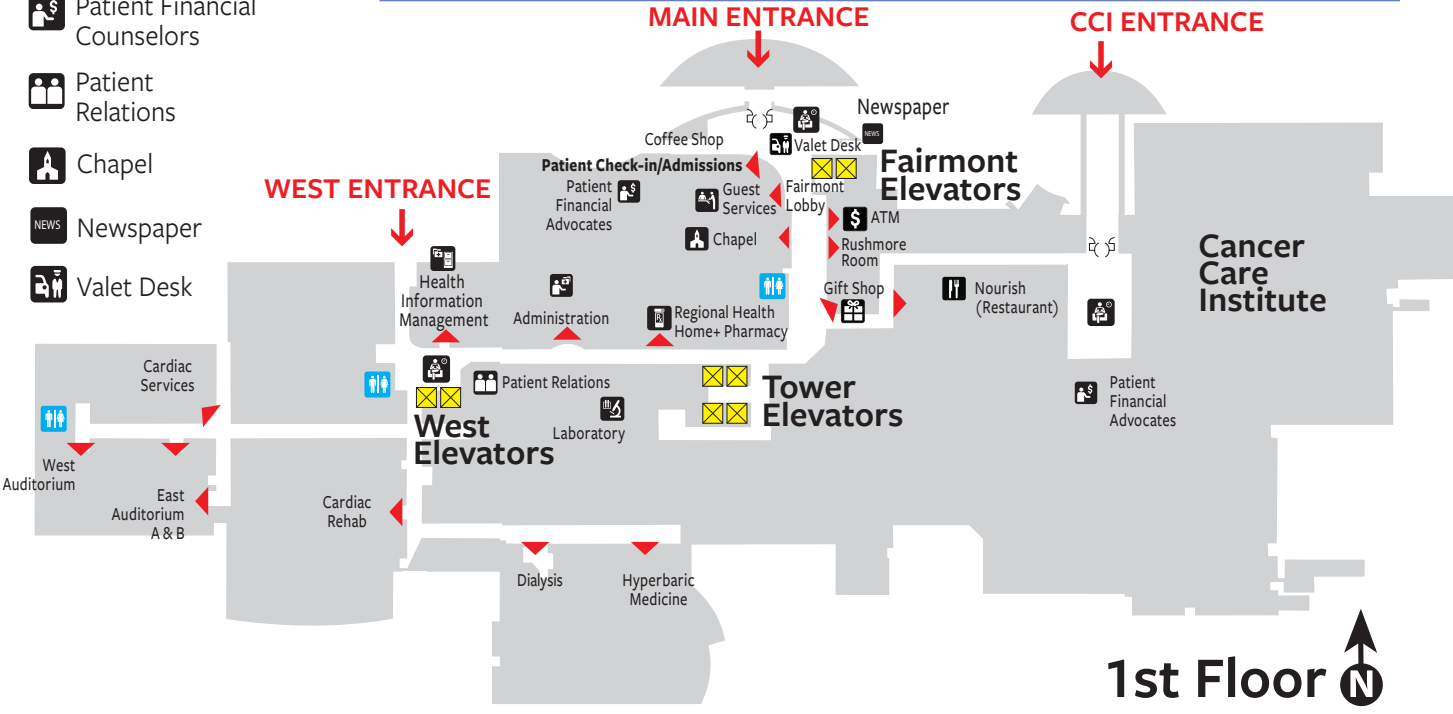 Patient Financial
Counselors
Patient
Relations
Chapel
NEWS
Newspaper
Valet Desk
MAIN ENTRANCE
CCI ENTRANCE
WEST ENTRANCE
Newspaper
NEWS
Coffee Shop
Valet Desk
Patient Check-in/Admissions
Fairmont
Elevators
Patient
Financial
Advocates
Guest
Services
Fairmont
Lobby
$ ATM
Chapel
Rushmore
Room
Cancer
Care
Institute
Health
Information
Management
Administration
Regional Health
Home+ Pharmacy
Gift Shop
Nourish
(Restaurant)
Cardiac
Services
Patient Relations
Tower
Elevators
Patient
Financial
Advocates
West
Elevators
Laboratory
West
Auditorium
East
Auditorium
A & B
Cardiac
Rehab
Dialysis
Hyperbaric
Medicine
1st Floor
N